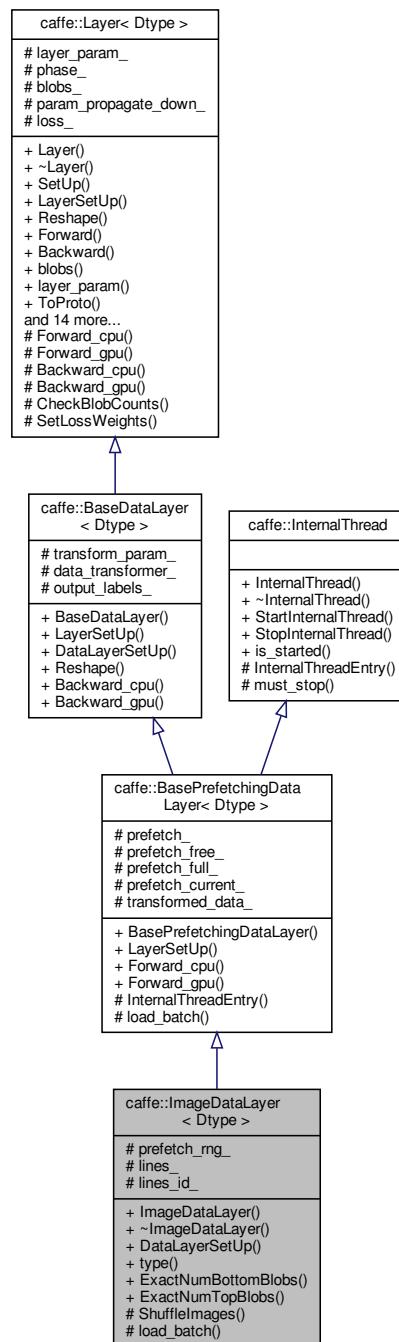 caffe::Layer< Dtype >
# layer_param_
# phase_
# blobs_
# param_propagate_down_
# loss_
+ Layer()
+ ~Layer()
+ SetUp()
+ LayerSetUp()
+ Reshape()
+ Forward()
+ Backward()
+ blobs()
+ layer_param()
+ ToProto()
and 14 more...
# Forward_cpu()
# Forward_gpu()
# Backward_cpu()
# Backward_gpu()
# CheckBlobCounts()
# SetLossWeights()
caffe::BaseDataLayer
< Dtype >
# transform_param_
# data_transformer_
# output_labels_
+ BaseDataLayer()
+ LayerSetUp()
+ DataLayerSetUp()
+ Reshape()
+ Backward_cpu()
+ Backward_gpu()
caffe::InternalThread
+ InternalThread()
+ ~InternalThread()
+ StartInternalThread()
+ StopInternalThread()
+ is_started()
# InternalThreadEntry()
# must_stop()
caffe::BasePrefetchingData
Layer< Dtype >
# prefetch_
# prefetch_free_
# prefetch_full_
# prefetch_current_
# transformed_data_
+ BasePrefetchingDataLayer()
+ LayerSetUp()
+ Forward_cpu()
+ Forward_gpu()
# InternalThreadEntry()
# load_batch()
caffe::ImageDataLayer
< Dtype >
# prefetch_rng_
# lines_
# lines_id_
+ ImageDataLayer()
+ ~ImageDataLayer()
+ DataLayerSetUp()
+ type()
+ ExactNumBottomBlobs()
+ ExactNumTopBlobs()
# ShuffleImages()
# load_batch()